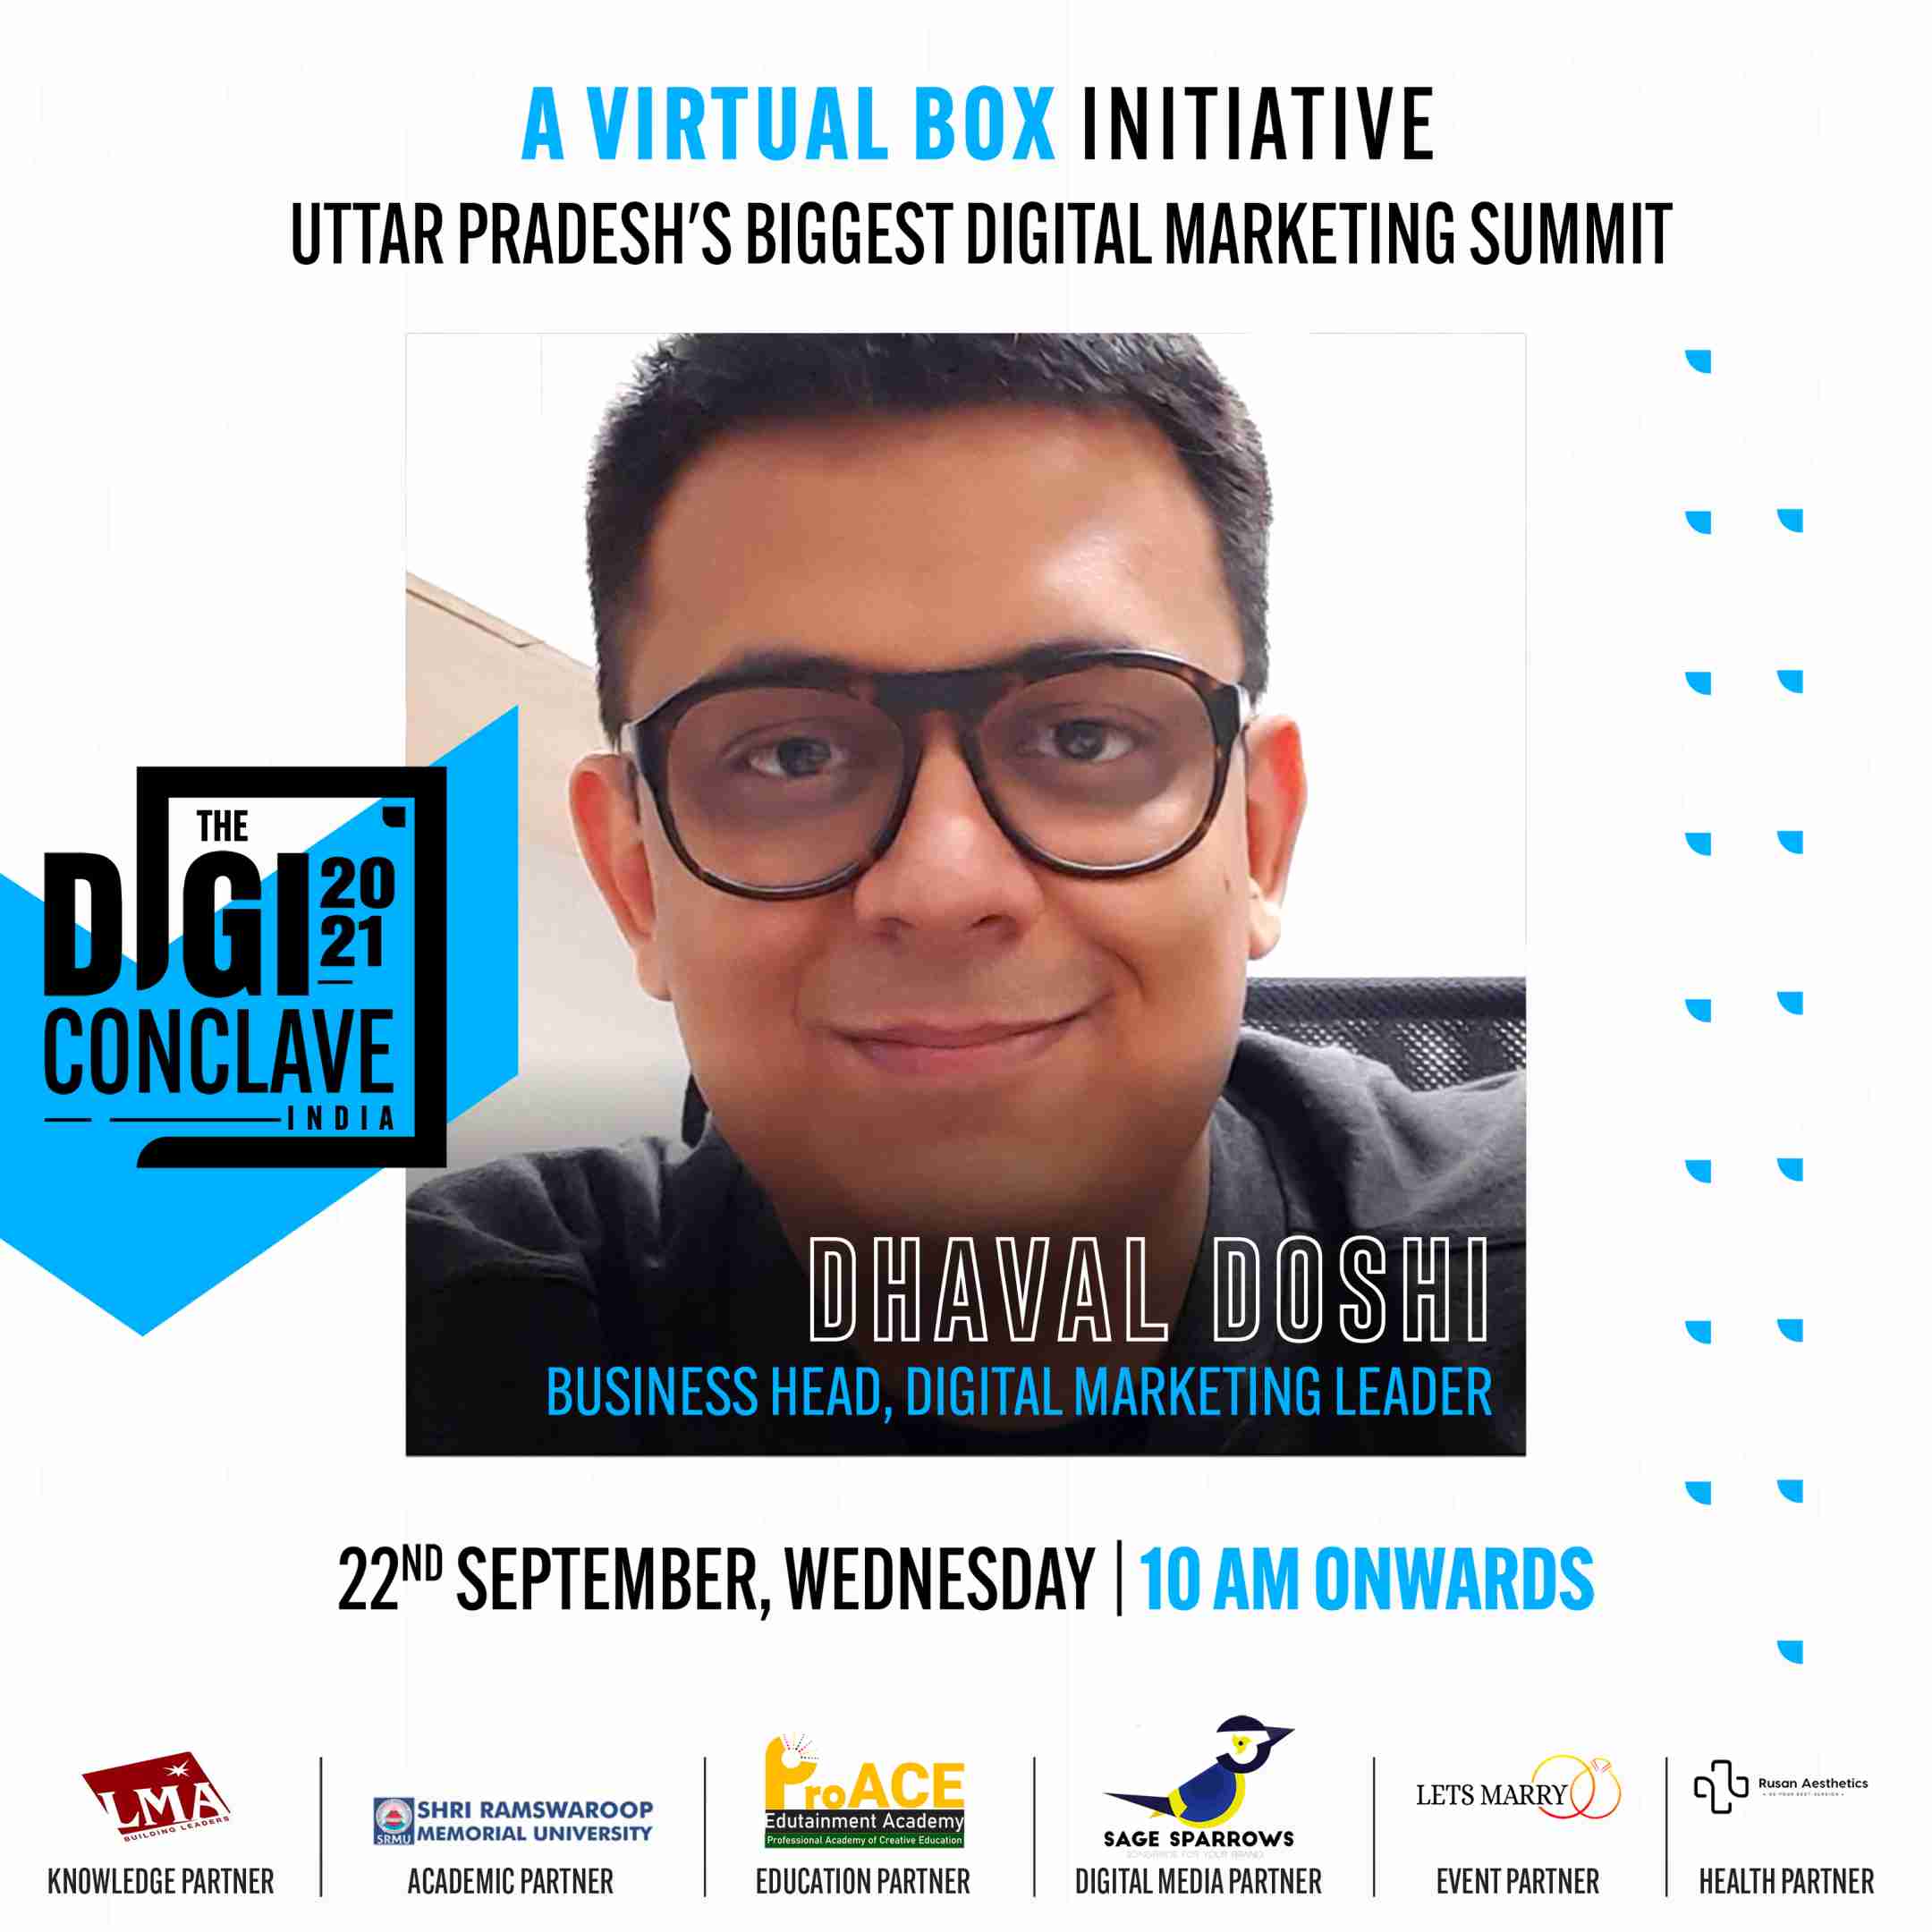 A VIRTUAL BOX INITIATIVE
UTTAR PRADESH'S BIGGEST DIGITAL MARKETING SUMMIT
THE
DIGI 20
21
CONCLAVE
INDIA
DHAVAL DOSHI
BUSINESS HEAD, DIGITAL MARKETING LEADER
22ND SEPTEMBER, WEDNESDAY | 10 AM ONWARDS
LMA
BUILDING LEADERS
KNOWLEDGE PARTNER
SRMU
SHRI RAMSWAROOP
MEMORIAL UNIVERSITY
ACADEMIC PARTNER
ProACE
Edutainment Academy
Professional Academy of Creative Education
EDUCATION PARTNER
SAGE SPARROWS
DIGITAL MEDIA PARTNER
LETS MARRY
EVENT PARTNER
Rusan Aesthetics
HEALTH PARTNER